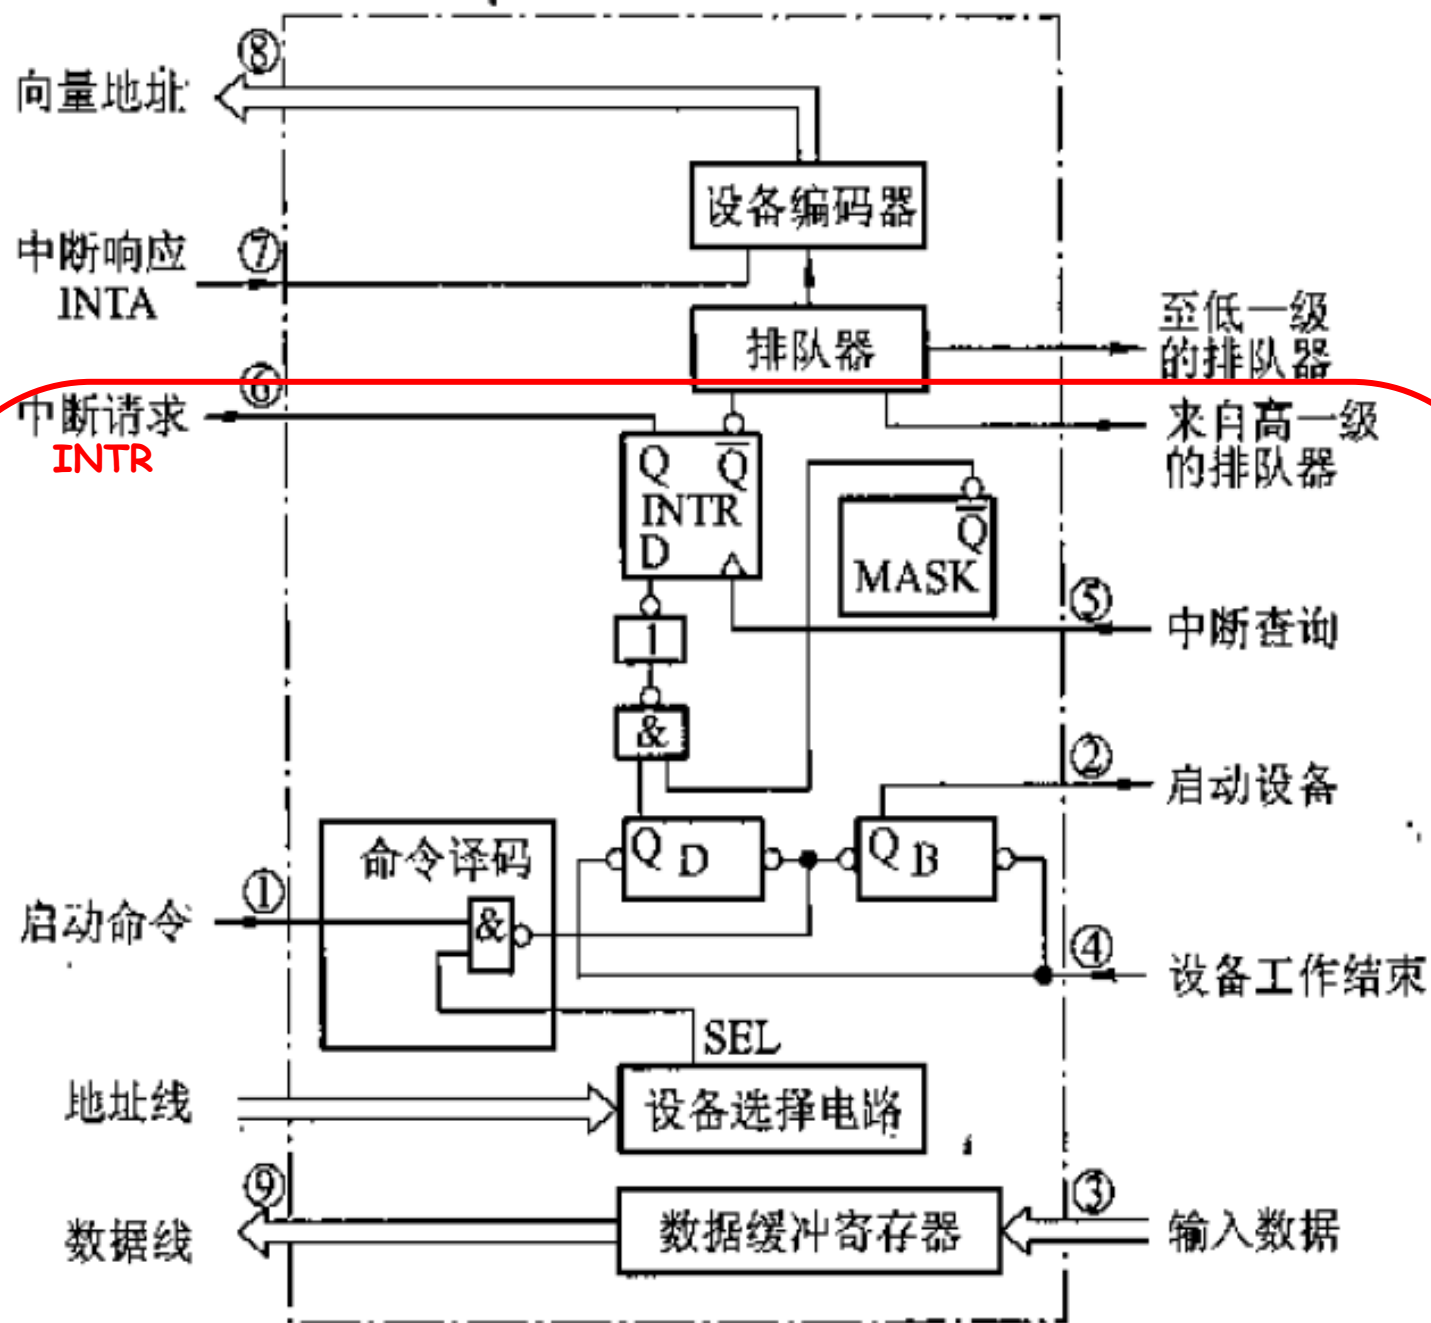 ⑧
向量地址
设备编码器
中断响应
⑦
INTA
排队器
至低一级
的排队器
⑥
中断请求
INTR
来自高一级
的排队器
Q Q̅
INTR
D
Q̅
MASK
⑤
中断查询
1
&
②
启动设备
命令译码
Q D
Q B
①
启动命令
&
④
设备工作结束
SEL
地址线
设备选择电路
⑨
数据线
数据缓冲寄存器
③
输入数据